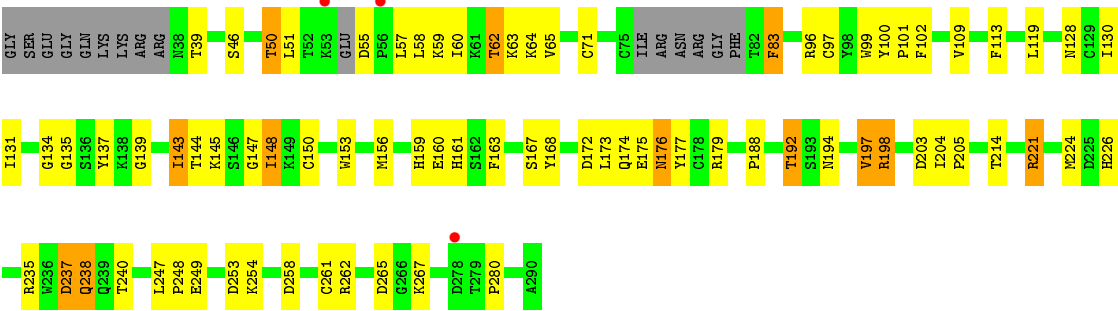 GLY SER GLU GLY GLN LYS LYS ARG ARG N38 T39 S46 T50 L51 T52 K53 GLU D55 P56 L57 L58 K59 I60 K61 T62 K63 K64 V65 C71 C75 ILE ARG ASN ARG GLY PHE T82 F83 R96 C97 Y98 W99 Y100 P101 F102 V109 F113 L119 N128 C129 I130
I131 G134 G135 S136 Y137 K138 G139 I143 T144 K145 S146 G147 I148 K149 C150 W153 M156 H159 E160 H161 S162 F163 S167 Y168 D172 L173 Q174 E175 N176 Y177 C178 R179 P188 T192 S193 N194 V197 R198 D203 I204 P205 T214 R221 M224 D225 H226
R235 W236 D237 Q238 Q239 T240 L247 P248 E249 D253 K254 D258 C261 R262 D265 G266 K267 D278 T279 P280 A290